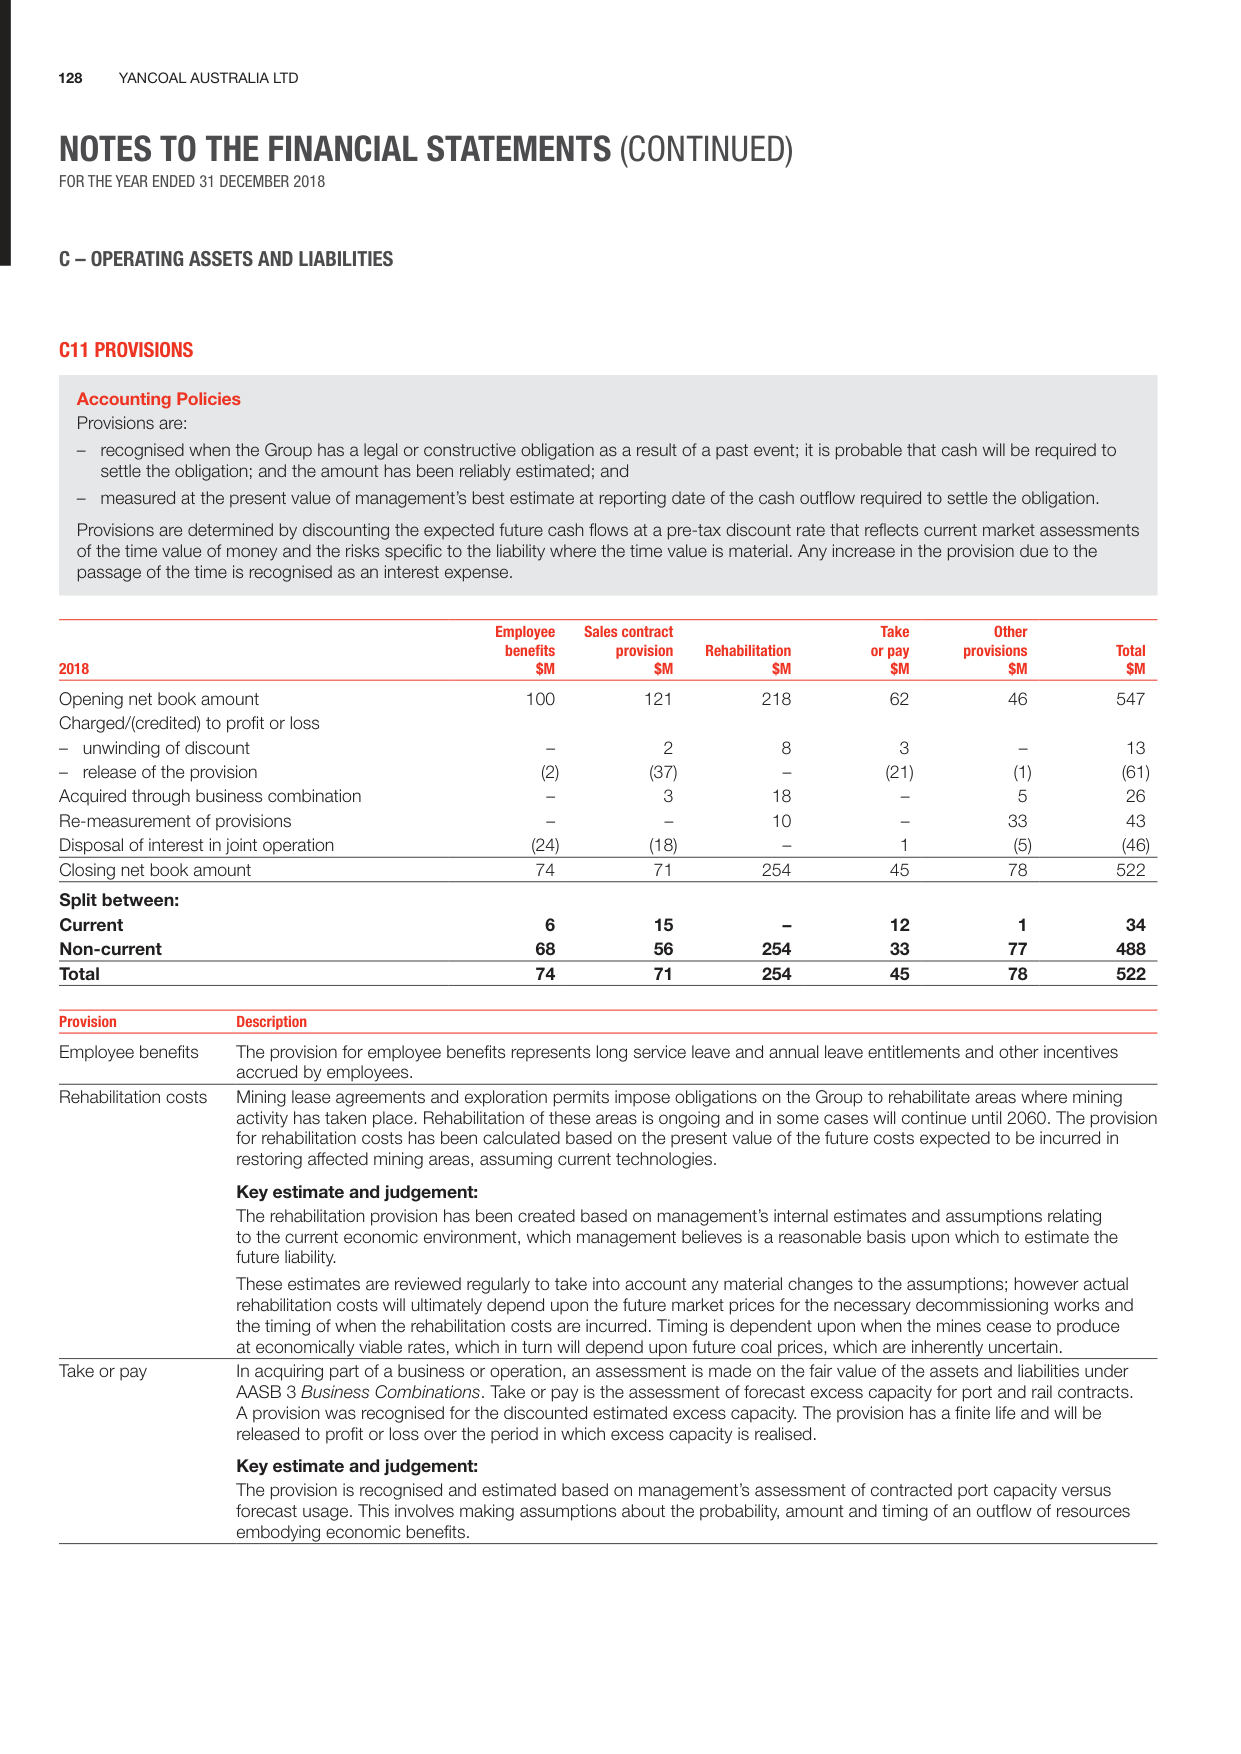 128 YANCOAL AUSTRALIA LTD
NOTES TO THE FINANCIAL STATEMENTS (CONTINUED)
FOR THE YEAR ENDED 31 DECEMBER 2018
C – OPERATING ASSETS AND LIABILITIES
C11 PROVISIONS
Accounting Policies
Provisions are:
– recognised when the Group has a legal or constructive obligation as a result of a past event; it is probable that cash will be required to
settle the obligation; and the amount has been reliably estimated; and
– measured at the present value of management's best estimate at reporting date of the cash outflow required to settle the obligation.
Provisions are determined by discounting the expected future cash flows at a pre-tax discount rate that reflects current market assessments
of the time value of money and the risks specific to the liability where the time value is material. Any increase in the provision due to the
passage of the time is recognised as an interest expense.
Employee Sales contract Take Other
benefits provision Rehabilitation or pay provisions Total
2018 $M $M $M $M $M $M
Opening net book amount 100 121 218 62 46 547
Charged/(credited) to profit or loss
– unwinding of discount – 2 8 3 – 13
– release of the provision (2) (37) – (21) (1) (61)
Acquired through business combination – 3 18 – 5 26
Re-measurement of provisions – – 10 – 33 43
Disposal of interest in joint operation (24) (18) – 1 (5) (46)
Closing net book amount 74 71 254 45 78 522
Split between:
Current 6 15 – 12 1 34
Non-current 68 56 254 33 77 488
Total 74 71 254 45 78 522
Provision Description
Employee benefits The provision for employee benefits represents long service leave and annual leave entitlements and other incentives
accrued by employees.
Rehabilitation costs Mining lease agreements and exploration permits impose obligations on the Group to rehabilitate areas where mining
activity has taken place. Rehabilitation of these areas is ongoing and in some cases will continue until 2060. The provision
for rehabilitation costs has been calculated based on the present value of the future costs expected to be incurred in
restoring affected mining areas, assuming current technologies.
Key estimate and judgement:
The rehabilitation provision has been created based on management's internal estimates and assumptions relating
to the current economic environment, which management believes is a reasonable basis upon which to estimate the
future liability.
These estimates are reviewed regularly to take into account any material changes to the assumptions; however actual
rehabilitation costs will ultimately depend upon the future market prices for the necessary decommissioning works and
the timing of when the rehabilitation costs are incurred. Timing is dependent upon when the mines cease to produce
at economically viable rates, which in turn will depend upon future coal prices, which are inherently uncertain.
Take or pay In acquiring part of a business or operation, an assessment is made on the fair value of the assets and liabilities under
AASB 3 Business Combinations. Take or pay is the assessment of forecast excess capacity for port and rail contracts.
A provision was recognised for the discounted estimated excess capacity. The provision has a finite life and will be
released to profit or loss over the period in which excess capacity is realised.
Key estimate and judgement:
The provision is recognised and estimated based on management's assessment of contracted port capacity versus
forecast usage. This involves making assumptions about the probability, amount and timing of an outflow of resources
embodying economic benefits.